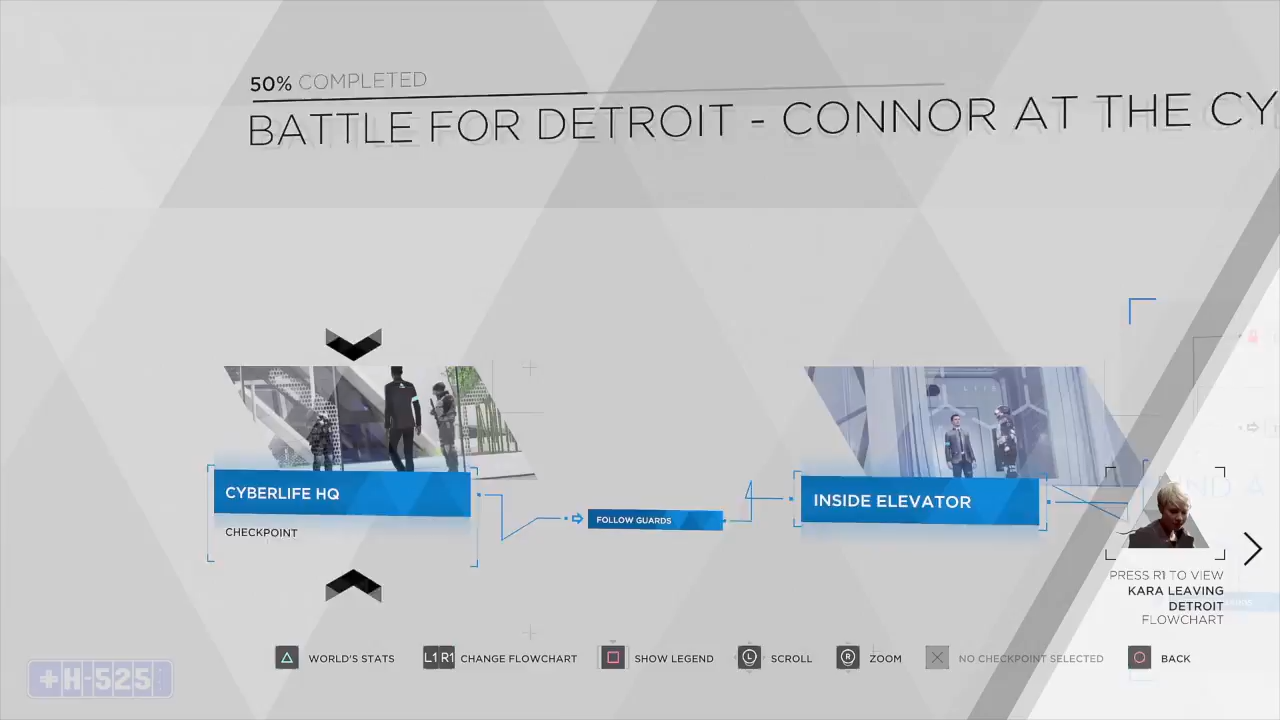 50% COMPLETED
BATTLE FOR DETROIT - CONNOR AT THE CY
CYBERLIFE HQ
CHECKPOINT
FOLLOW GUARDS
INSIDE ELEVATOR
PRESS R1 TO VIEW
KARA LEAVING
DETROIT
FLOWCHART
WORLD'S STATS
L1 R1 CHANGE FLOWCHART
SHOW LEGEND
L SCROLL
R ZOOM
NO CHECKPOINT SELECTED
BACK
+H-525